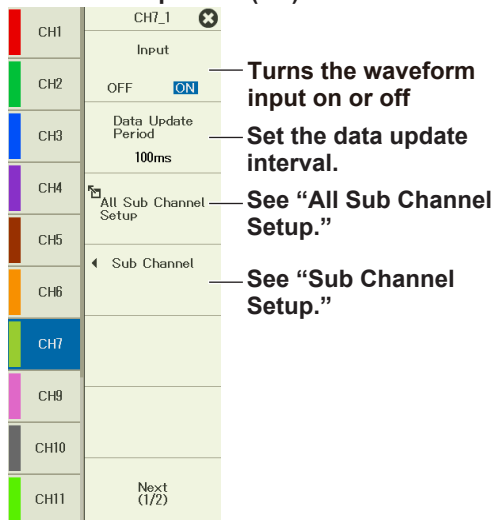 CH1
CH2
CH3
CH4
CH5
CH6
CH7
CH9
CH10
CH11
CH7_1
Input
OFF ON
Data Update
Period
100ms
All Sub Channel
Setup
Sub Channel
Next
(1/2)
Turns the waveform
input on or off
Set the data update
interval.
See “All Sub Channel
Setup.”
See “Sub Channel
Setup.”